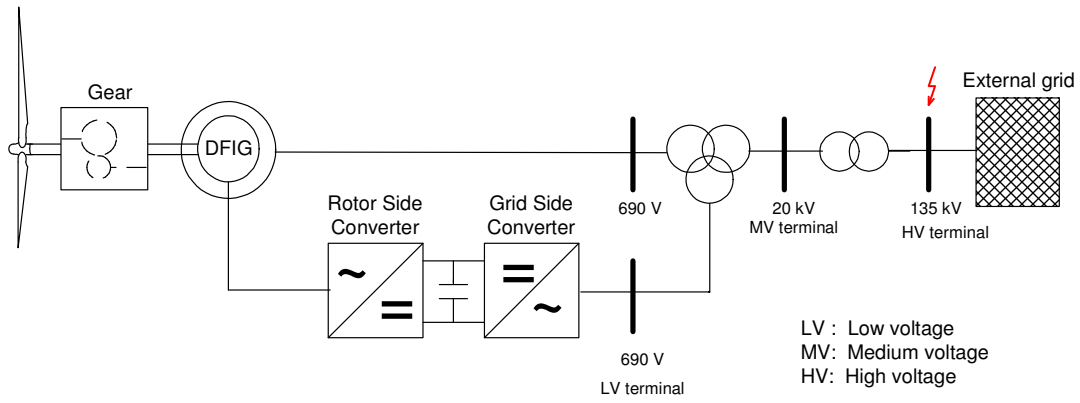 External grid
Gear
DFIG
Rotor Side
Converter
Grid Side
Converter
690 V
20 kV
MV terminal
135 kV
HV terminal
690 V
LV terminal
LV : Low voltage
MV: Medium voltage
HV: High voltage